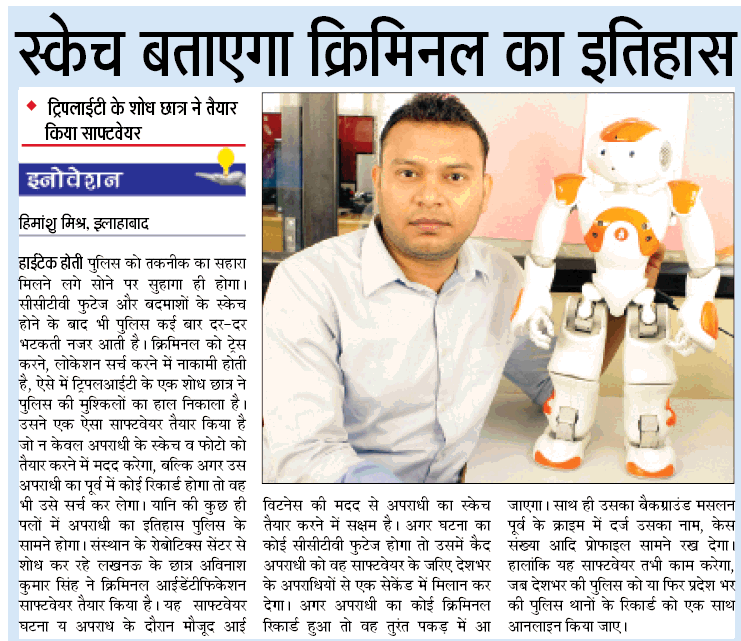 स्केच बताएगा क्रिमिनल का इतिहास
ट्रिपलाईटी के शोध छात्र ने तैयार
किया साफ्टवेयर
इनोवेशन
हिमांशु मिश्र, इलाहाबाद
हाईटेक होती पुलिस को तकनीक का सहारा
मिलने लगे सोने पर सुहागा ही होगा।
सीसीटीवी फुटेज और बदमाशों के स्केच
होने के बाद भी पुलिस कई बार दर-दर
भटकती नजर आती है। क्रिमिनल को ट्रेस
करने, लोकेशन सर्च करने में नाकामी होती
है, ऐसे में ट्रिपलआईटी के एक शोध छात्र ने
पुलिस की मुश्किलों का हाल निकाला है।
उसने एक ऐसा साफ्टवेयर तैयार किया है
जो न केवल अपराधी के स्केच व फोटो को
तैयार करने में मदद करेगा, बल्कि अगर उस
अपराधी का पूर्व में कोई रिकार्ड होगा तो वह
भी उसे सर्च कर लेगा। यानि की कुछ ही
पलों में अपराधी का इतिहास पुलिस के
सामने होगा। संस्थान के रोबोटिक्स सेंटर से
शोध कर रहे लखनऊ के छात्र अविनाश
कुमार सिंह ने क्रिमिनल आईडेंटीफिकेशन
साफ्टवेयर तैयार किया है। यह साफ्टवेयर
घटना य अपराध के दौरान मौजूद आई
विटनेस की मदद से अपराधी का स्केच
तैयार करने में सक्षम है। अगर घटना का
कोई सीसीटीवी फुटेज होगा तो उसमें कैद
अपराधी को वह साफ्टवेयर के जरिए देशभर
के अपराधियों से एक सेकेंड में मिलान कर
देगा। अगर अपराधी का कोई क्रिमिनल
रिकार्ड हुआ तो वह तुरंत पकड़ में आ
जाएगा। साथ ही उसका बैकग्राउंड मसलन
पूर्व के क्राइम में दर्ज उसका नाम, केस
संख्या आदि प्रोफाइल सामने रख देगा।
हालांकि यह साफ्टवेयर तभी काम करेगा,
जब देशभर की पुलिस को या फिर प्रदेश भर
की पुलिस थानों के रिकार्ड को एक साथ
आनलाइन किया जाए।